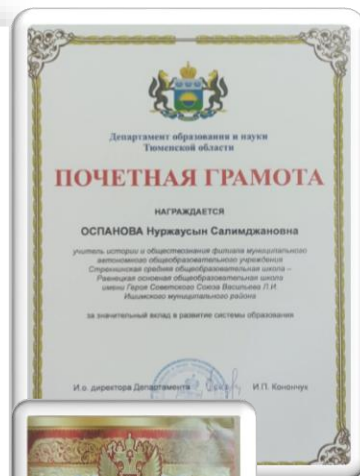 Департамент образования и науки
Тюменской области
ПОЧЕТНАЯ ГРАМОТА
НАГРАЖДАЕТСЯ
ОСПАНОВА Нуржаусын Салимджановна
учитель истории и обществознания филиала муниципального
автономного общеобразовательного учреждения
Стрехнинская средняя общеобразовательная школа –
Равнецкая основная общеобразовательная школа
имени Героя Советского Союза Васильева Л.И.
Ишимского муниципального района
за значительный вклад в развитие системы образования
И.о. директора Департамента И.П. Конончук